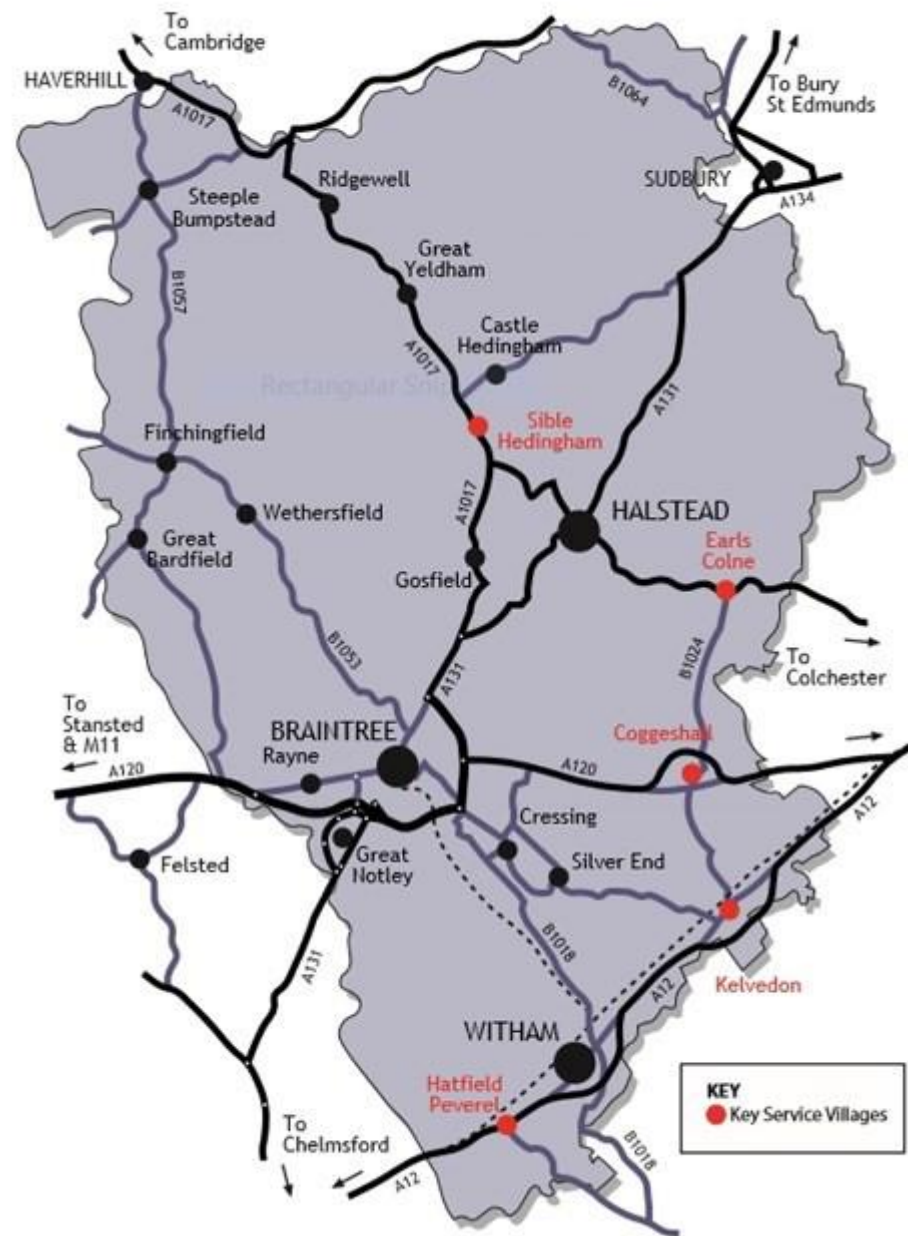 To
Cambridge
HAVERHILL
A1017
B1064
To Bury
St Edmunds
SUDBURY
A134
Steeple
Bumpstead
Ridgewell
B1057
Great
Yeldham
A1017
Castle
Hedingham
Rectangular Snip
A131
Sible
Hedingham
Finchingfield
A1017
Wethersfield
HALSTEAD
Great
Bardfield
Earls
Colne
Gosfield
B1053
B1024
A131
To
Colchester
To
Stansted
& M11
BRAINTREE
Coggeshall
Rayne
A120
A120
A12
Cressing
Felsted
Great
Notley
Silver End
B1018
A131
A12
Kelvedon
WITHAM
Hatfield
Peverel
KEY
Key Service Villages
To
Chelmsford
A12
B1018